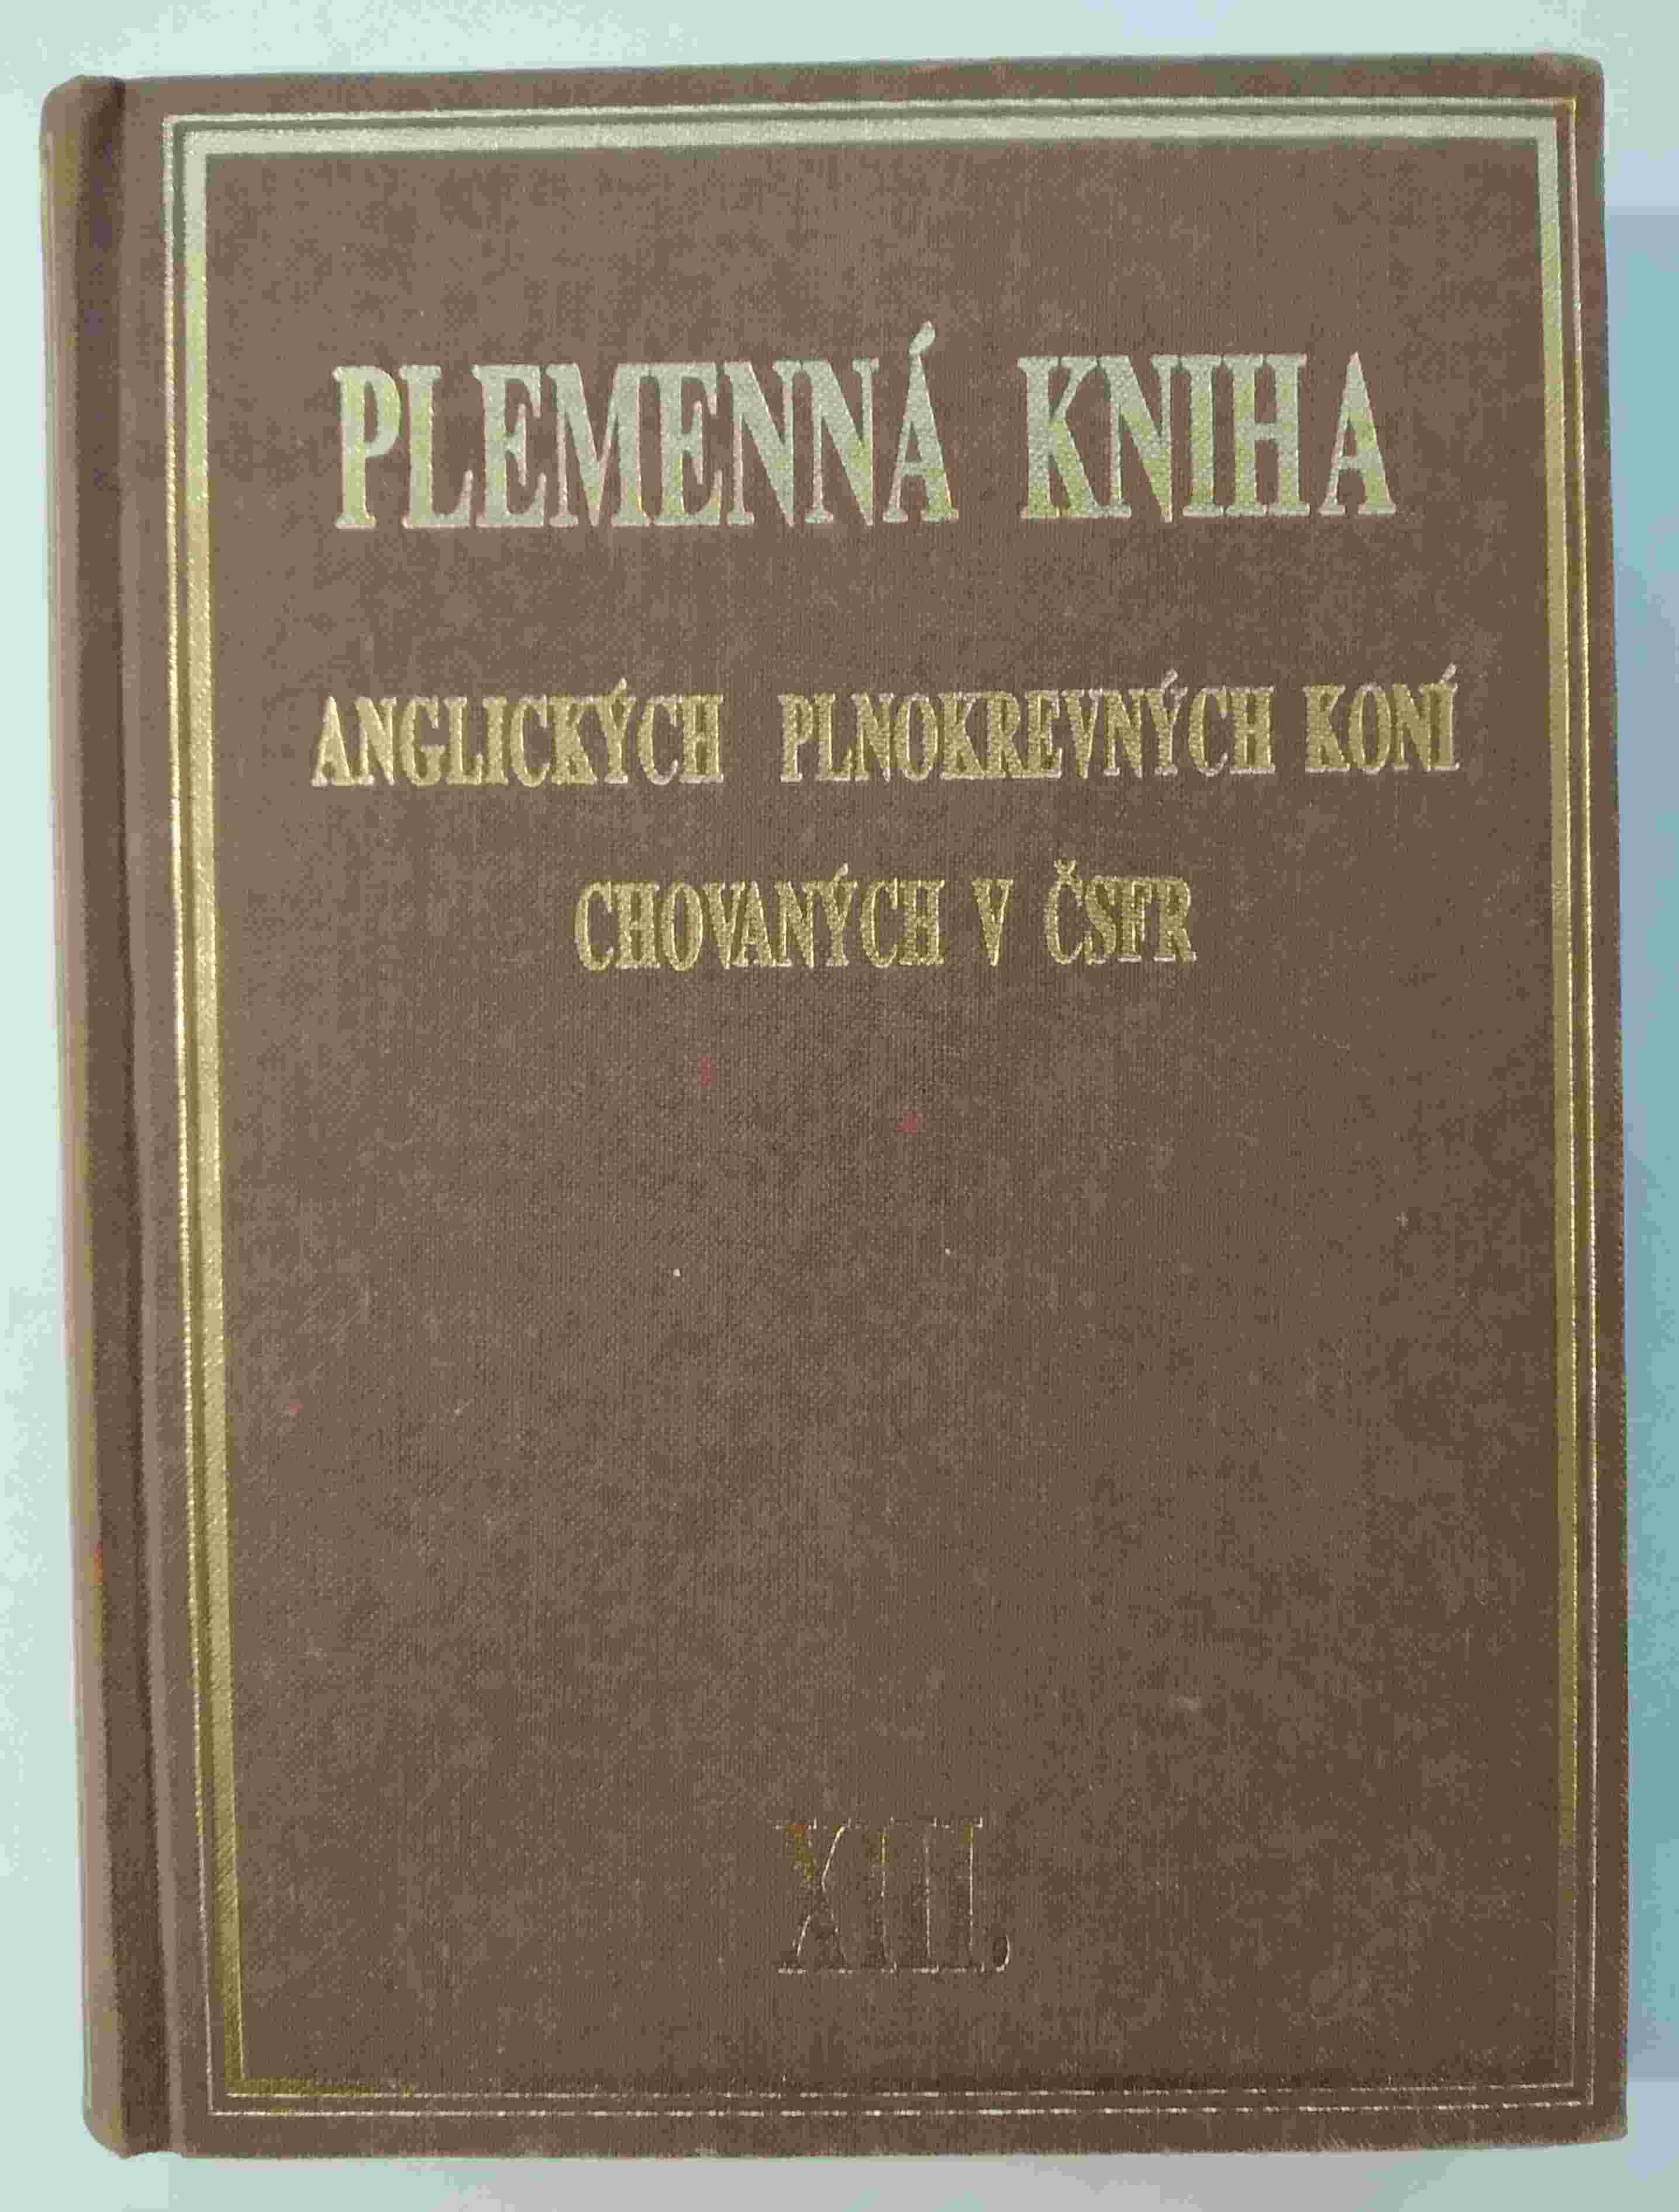 PLEMENNÁ KNIHA
ANGLICKÝCH PLNOKREVNÝCH KONÍ
CHOVANÝCH V ČSFR
XIII.